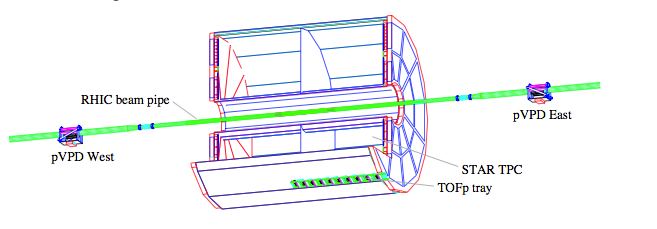 RHIC beam pipe
pVPD East
pVPD West
STAR TPC
TOFp tray